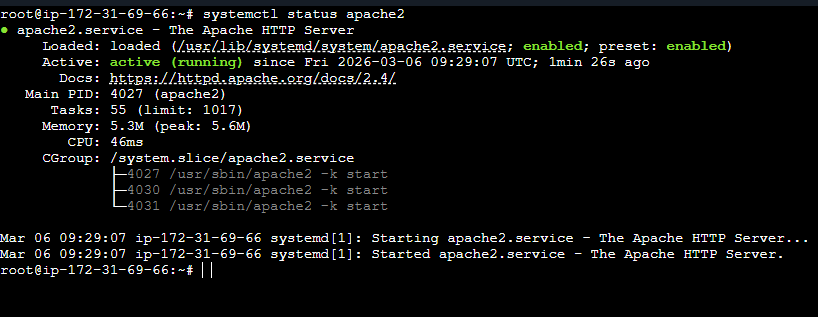 root@ip-172-31-69-66:~# systemctl status apache2
● apache2.service - The Apache HTTP Server
     Loaded: loaded (/usr/lib/systemd/system/apache2.service; enabled; preset: enabled)
     Active: active (running) since Fri 2026-03-06 09:29:07 UTC; 1min 26s ago
       Docs: https://httpd.apache.org/docs/2.4/
   Main PID: 4027 (apache2)
      Tasks: 55 (limit: 1017)
     Memory: 5.3M (peak: 5.6M)
        CPU: 46ms
     CGroup: /system.slice/apache2.service
             ├─4027 /usr/sbin/apache2 -k start
             ├─4030 /usr/sbin/apache2 -k start
             └─4031 /usr/sbin/apache2 -k start

Mar 06 09:29:07 ip-172-31-69-66 systemd[1]: Starting apache2.service - The Apache HTTP Server...
Mar 06 09:29:07 ip-172-31-69-66 systemd[1]: Started apache2.service - The Apache HTTP Server.
root@ip-172-31-69-66:~#